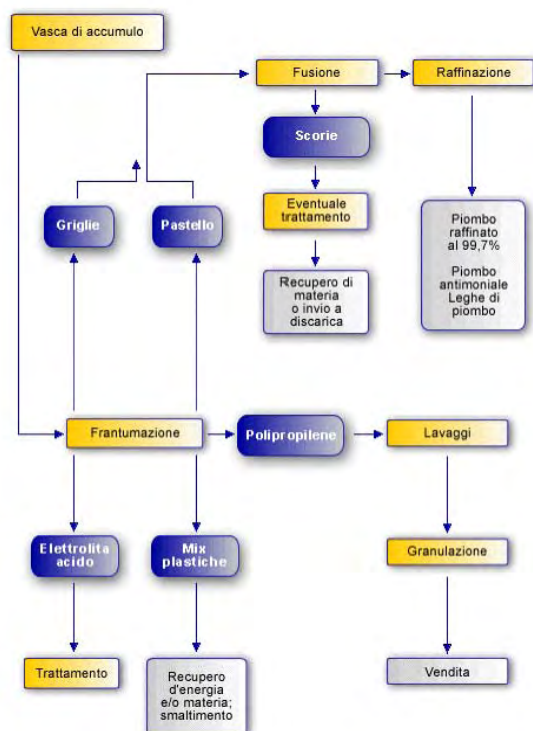 Vasca di accumulo
Fusione
Raffinazione
Scorie
Eventuale
trattamento
Griglie
Pastello
Piombo
raffinato
al 99,7%
Piombo
antimoniale
Leghe di
piombo
Recupero di
materia
o invio a
discarica
Frantumazione
Polipropilene
Lavaggi
Elettrolita
acido
Mix
plastiche
Granulazione
Trattamento
Recupero
d'energia
e/o materia;
smaltimento
Vendita